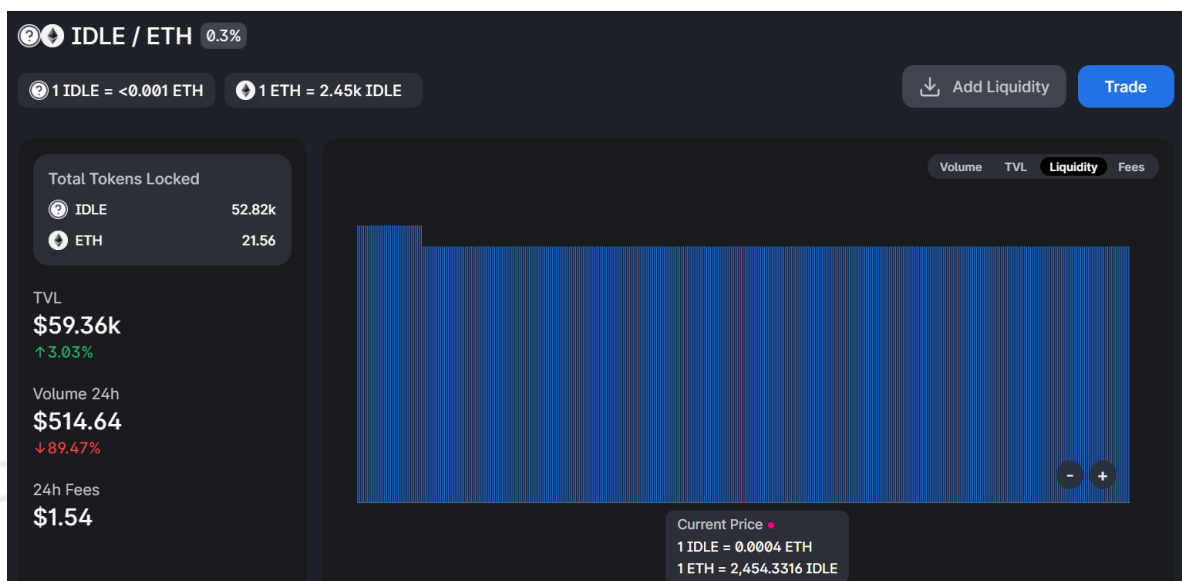 IDLE / ETH 0.3%
1 IDLE = <0.001 ETH
1 ETH = 2.45k IDLE
Add Liquidity
Trade
Total Tokens Locked
IDLE 52.82k
ETH 21.56
TVL
$59.36k
↑3.03%
Volume 24h
$514.64
↓89.47%
24h Fees
$1.54
Volume TVL Liquidity Fees
- +
Current Price
1 IDLE = 0.0004 ETH
1 ETH = 2,454.3316 IDLE